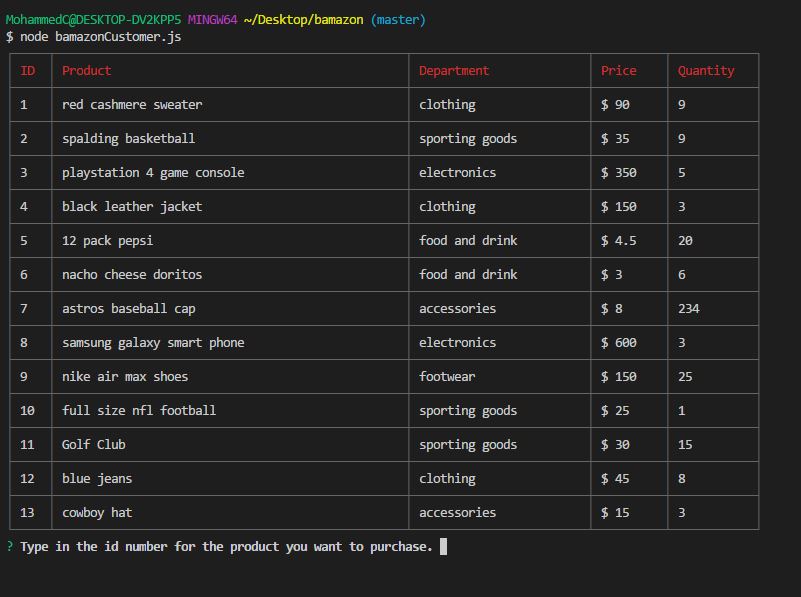 MohammedC@DESKTOP-DV2KPP5 MINGW64 ~/Desktop/bamazon (master)
$ node bamazonCustomer.js
ID Product Department Price Quantity
1 red cashmere sweater clothing $ 90 9
2 spalding basketball sporting goods $ 35 9
3 playstation 4 game console electronics $ 350 5
4 black leather jacket clothing $ 150 3
5 12 pack pepsi food and drink $ 4.5 20
6 nacho cheese doritos food and drink $ 3 6
7 astros baseball cap accessories $ 8 234
8 samsung galaxy smart phone electronics $ 600 3
9 nike air max shoes footwear $ 150 25
10 full size nfl football sporting goods $ 25 1
11 Golf Club sporting goods $ 30 15
12 blue jeans clothing $ 45 8
13 cowboy hat accessories $ 15 3
? Type in the id number for the product you want to purchase.